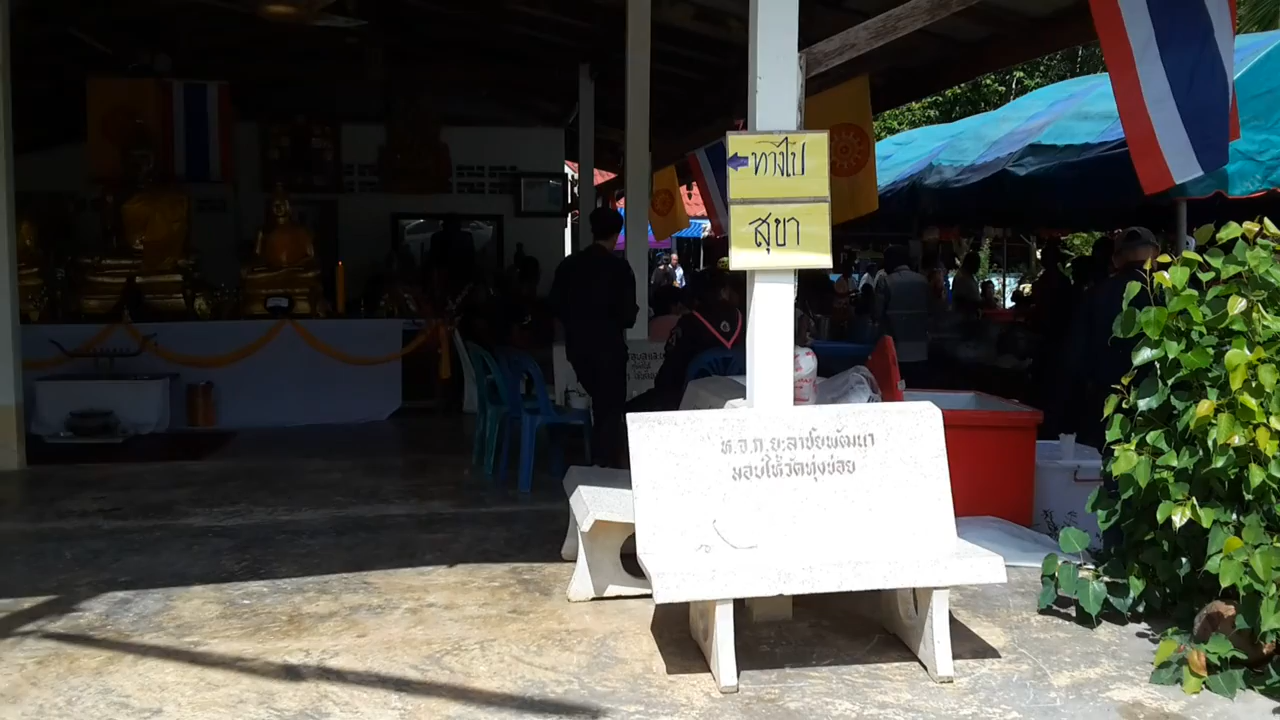 ทางไป
สุขา
ห.จ.ก.ยะลาชัยพัฒนา
มอบให้วัดทุ่งข่อย